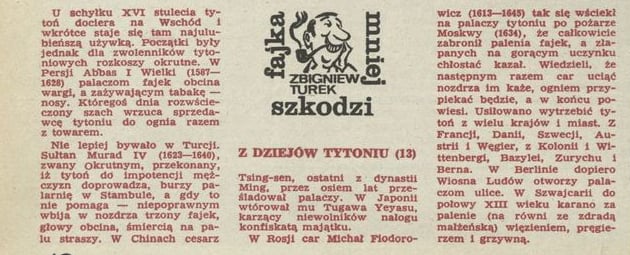 U schyłku XVI stulecia ty-
toń dociera na Wschód i
wkrótce staje się tam najulu-
bieńszą używką. Początki były
jednak dla zwolenników tyto-
niowych rozkoszy okrutne. W
Persji Abbas I Wielki (1587—
1628) palaczom fajek obcina
wargi, a zażywającym tabakę —
nosy. Któregoś dnia rozwście-
czony szach wrzuca sprzeda-
wcę tytoniu do ognia razem
z towarem.
Nie lepiej bywało w Turcji.
Sułtan Murad IV (1623—1640),
zwany Okrutnym, przekonany,
iż tytoń do impotencji męż-
czyzn doprowadza, burzy pa-
larnię w Stambule, a gdy to
nie pomaga — niepoprawnym
wbija w nozdrza trzony fajek,
głowy obcina, śmiercią na pa-
lu straszy. W Chinach cesarz
fajka
mniej
ZBIGNIEW
TUREK
szkodzi
Z DZIEJÓW TYTONIU (13)
Tsing-sen, ostatni z dynastii
Ming, przez osiem lat prze-
śladował palaczy. W Japonii
wtórował mu Tugawa Yeyasu,
karzący niewolników nałogu
konfiskatą majątku.
W Rosji car Michał Fiodoro-
wicz (1613—1645) tak się wściekł
na palaczy tytoniu po pożarze
Moskwy (1634), że całkowicie
zabronił palenia fajek, a zła-
panych na gorącym uczynku
chłostać kazał. Wiedzieli, że
następnym razem car uciąć
nozdrza im każe, ogniem przy-
piekać będzie, a w końcu po-
wiesi. Usiłowano wytrzebić ty-
toń z wielu krajów i miast. Z
Francji, Danii, Szwecji, Au-
strii i Węgier, z Kolonii i Wi-
ttenbergi, Bazylei, Zurychu i
Berna. W Berlinie dopiero
Wiosna Ludów otworzy pala-
czom ulice. W Szwajcarii do
połowy XIII wieku karano za
palenie (na równi ze zdradą
małżeńską) więzieniem, pręgie-
rzem i grzywną.